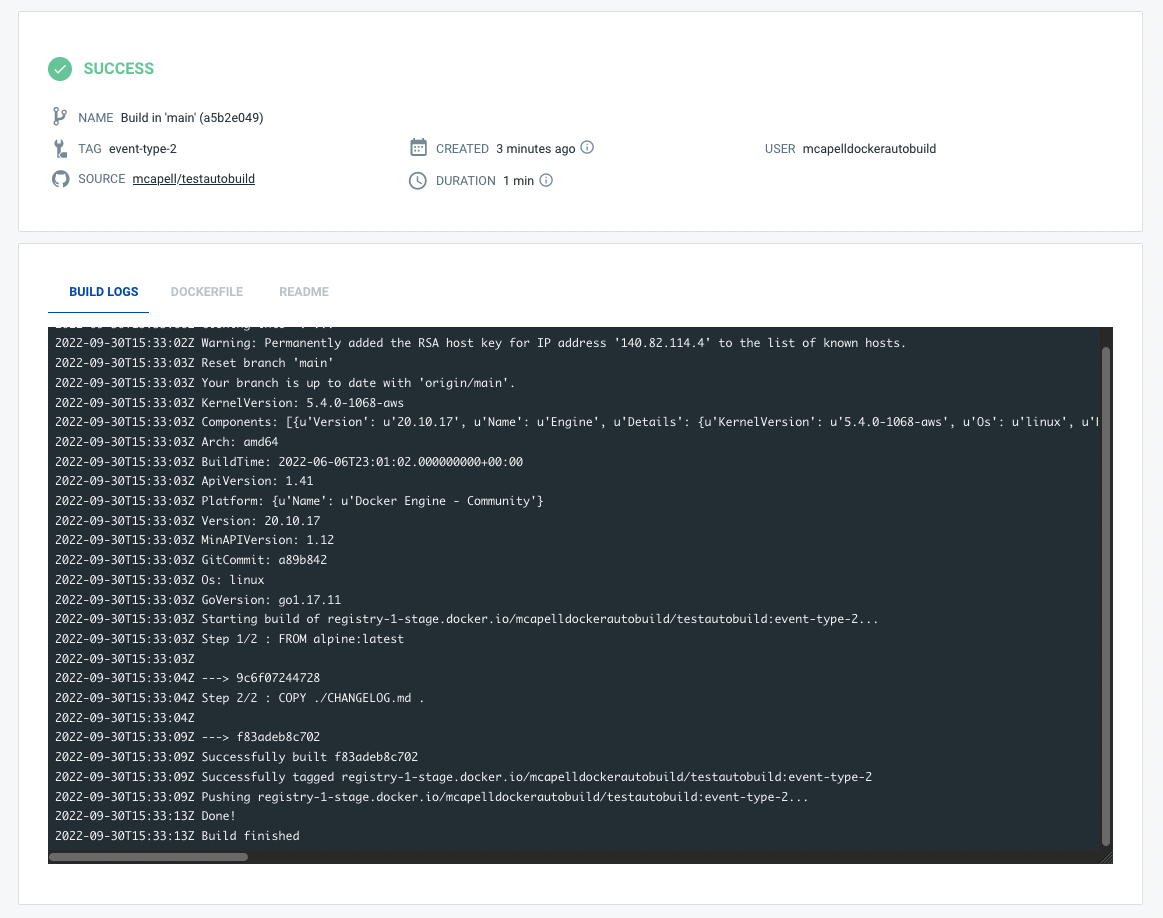 SUCCESS
NAME Build in 'main' (a5b2e049)
TAG event-type-2
CREATED 3 minutes ago
USER mcapelldockerautobuild
SOURCE mcapell/testautobuild
DURATION 1 min
BUILD LOGS DOCKERFILE README
2022-09-30T15:33:02Z Warning: Permanently added the RSA host key for IP address '140.82.114.4' to the list of known hosts.
2022-09-30T15:33:03Z Reset branch 'main'
2022-09-30T15:33:03Z Your branch is up to date with 'origin/main'.
2022-09-30T15:33:03Z KernelVersion: 5.4.0-1068-aws
2022-09-30T15:33:03Z Components: [{u'Version': u'20.10.17', u'Name': u'Engine', u'Details': {u'KernelVersion': u'5.4.0-1068-aws', u'Os': u'linux',
2022-09-30T15:33:03Z Arch: amd64
2022-09-30T15:33:03Z BuildTime: 2022-06-06T23:01:02.000000000+00:00
2022-09-30T15:33:03Z ApiVersion: 1.41
2022-09-30T15:33:03Z Platform: {u'Name': u'Docker Engine - Community'}
2022-09-30T15:33:03Z Version: 20.10.17
2022-09-30T15:33:03Z MinAPIVersion: 1.12
2022-09-30T15:33:03Z GitCommit: a89b842
2022-09-30T15:33:03Z Os: linux
2022-09-30T15:33:03Z GoVersion: go1.17.11
2022-09-30T15:33:03Z Starting build of registry-1-stage.docker.io/mcapelldockerautobuild/testautobuild:event-type-2...
2022-09-30T15:33:03Z Step 1/2 : FROM alpine:latest
2022-09-30T15:33:03Z
2022-09-30T15:33:04Z ---> 9c6f07244728
2022-09-30T15:33:04Z Step 2/2 : COPY ./CHANGELOG.md .
2022-09-30T15:33:04Z
2022-09-30T15:33:09Z ---> f83adeb8c702
2022-09-30T15:33:09Z Successfully built f83adeb8c702
2022-09-30T15:33:09Z Successfully tagged registry-1-stage.docker.io/mcapelldockerautobuild/testautobuild:event-type-2
2022-09-30T15:33:09Z Pushing registry-1-stage.docker.io/mcapelldockerautobuild/testautobuild:event-type-2...
2022-09-30T15:33:13Z Done!
2022-09-30T15:33:13Z Build finished